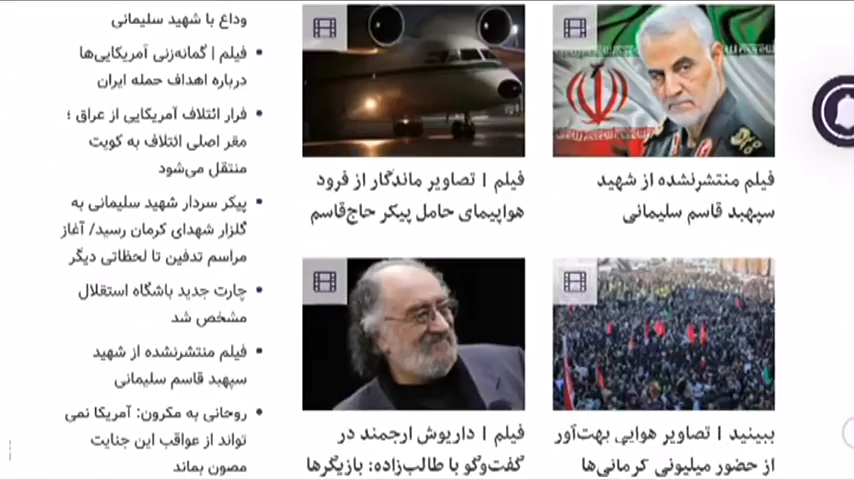 فیلم منتشرنشده از شهید
سپهبد قاسم سلیمانی
فیلم | تصاویر ماندگار از فرود
هواپیمای حامل پیکر حاج‌قاسم
ببینید | تصاویر هوایی بهت‌آور
از حضور میلیونی کرمانی‌ها
فیلم | داریوش ارجمند در
گفت‌وگو با طالب‌زاده: بازیگرها
وداع با شهید سلیمانی
فیلم | گمانه‌زنی آمریکایی‌ها
درباره اهداف حمله ایران
فرار ائتلاف آمریکایی از عراق ؛
مقر اصلی ائتلاف به کویت
منتقل می‌شود
پیکر سردار شهید سلیمانی به
گلزار شهدای کرمان رسید/ آغاز
مراسم تدفین تا لحظاتی دیگر
چارت جدید باشگاه استقلال
مشخص شد
فیلم منتشرنشده از شهید
سپهبد قاسم سلیمانی
روحانی به مکرون: آمریکا نمی
تواند از عواقب این جنایت
مصون بماند